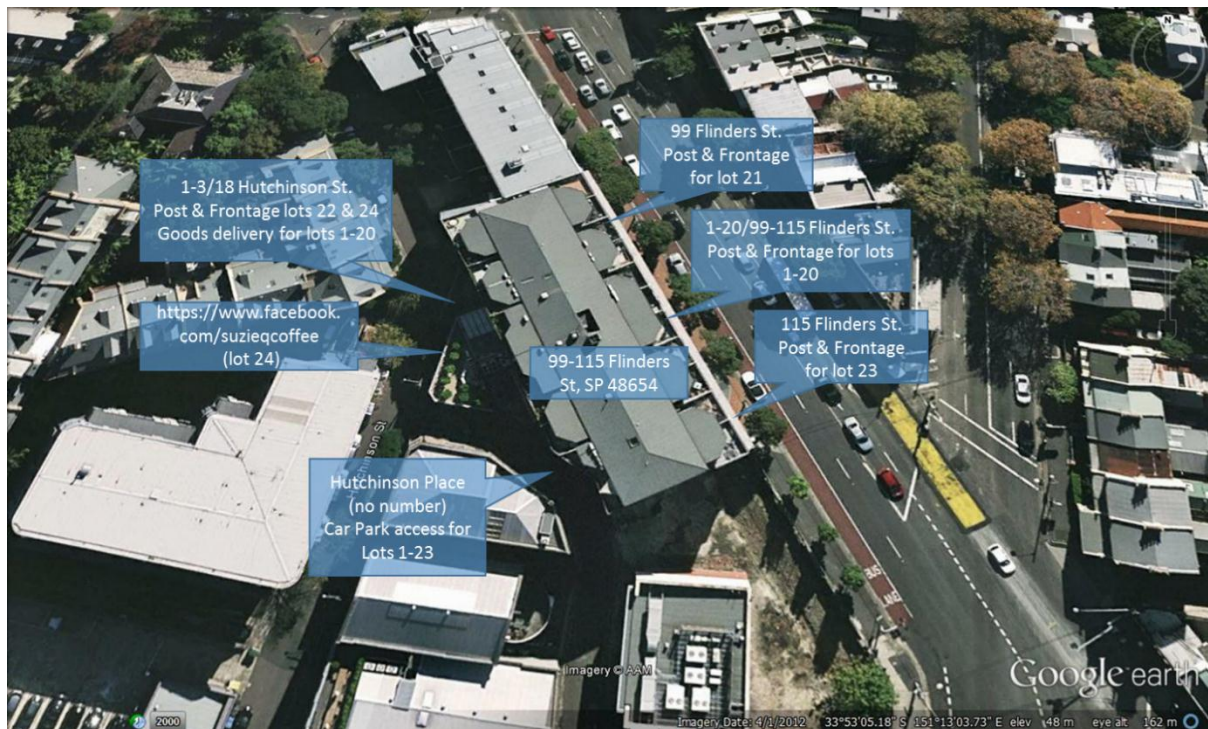 N
99 Flinders St.
Post & Frontage
for lot 21
1-3/18 Hutchinson St.
Post & Frontage lots 22 & 24
Goods delivery for lots 1-20
1-20/99-115 Flinders St.
Post & Frontage for lots
1-20
https://www.facebook.
com/suzieqcoffee
(lot 24)
115 Flinders St.
Post & Frontage
for lot 23
99-115 Flinders
St, SP 48654
Hutchinson St
Hutchinson Place
(no number)
Car Park access for
Lots 1-23
BUS
LANE
Imagery © AAM
Google earth
2000
Imagery Date: 4/1/2012 33°53'05.18" S 151°13'03.73" E elev 48 m eye alt 162 m